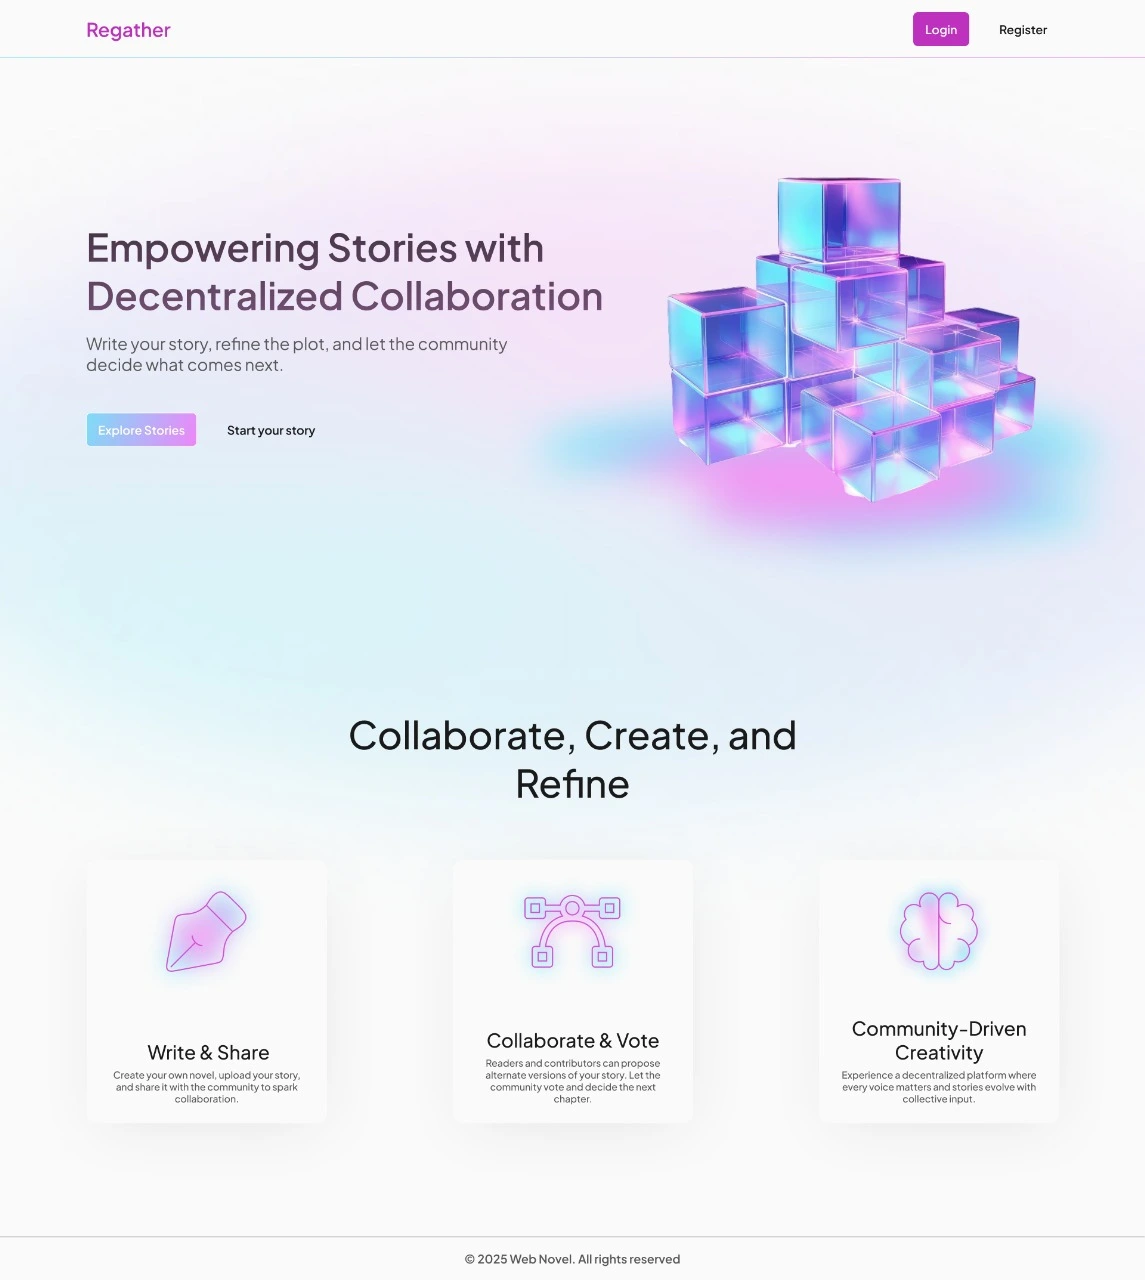 Regather
Login
Register
Empowering Stories with
Decentralized Collaboration
Write your story, refine the plot, and let the community
decide what comes next.
Explore Stories
Start your story
Collaborate, Create, and
Refine
Write & Share
Create your own novel, upload your story,
and share it with the community to spark
collaboration.
Collaborate & Vote
Readers and contributors can propose
alternate versions of your story. Let the
community vote and decide the next
chapter.
Community-Driven
Creativity
Experience a decentralized platform where
every voice matters and stories evolve with
collective input.
© 2025 Web Novel. All rights reserved